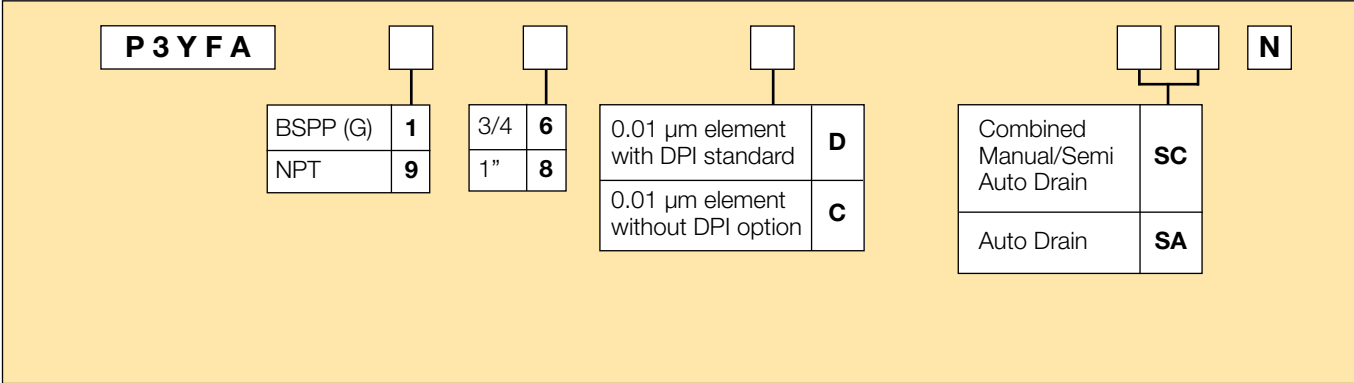 P3YFA
N
BSPP (G) 1
NPT 9
3/4 6
1” 8
0.01 µm element
with DPI standard
D
0.01 µm element
without DPI option
C
Combined
Manual/Semi
Auto Drain
SC
Auto Drain SA